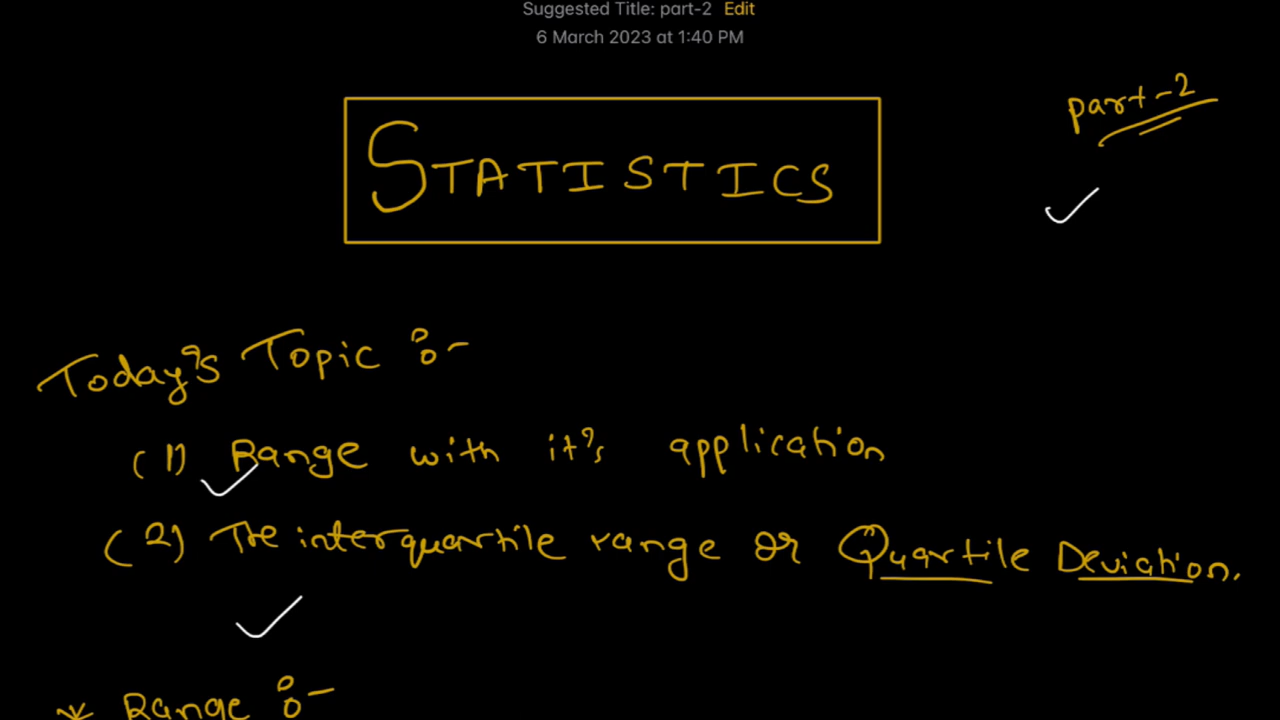 Suggested Title: part-2 Edit
6 March 2023 at 1:40 PM
part-2
STATISTICS
Today's Topic :-
(1) Range with it's application
(2) The interquartile range or Quartile Deviation.
* Range :-